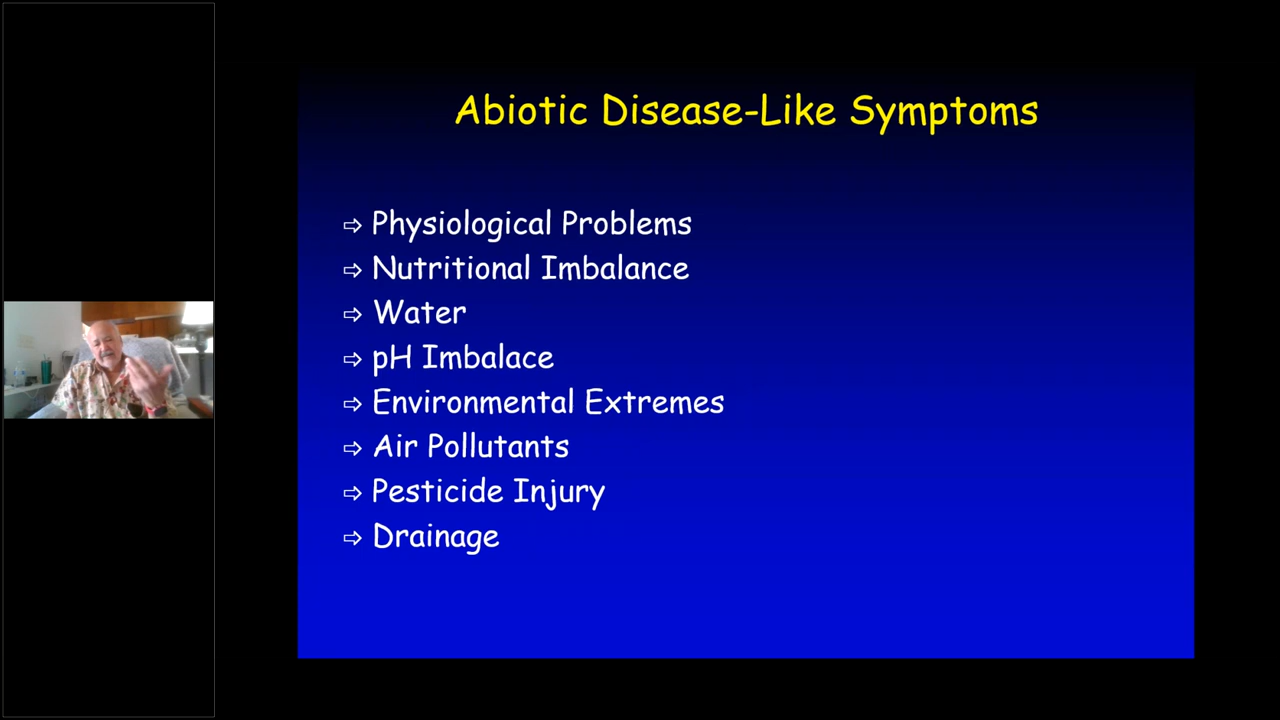 Abiotic Disease-Like Symptoms
⇨ Physiological Problems
⇨ Nutritional Imbalance
⇨ Water
⇨ pH Imbalace
⇨ Environmental Extremes
⇨ Air Pollutants
⇨ Pesticide Injury
⇨ Drainage